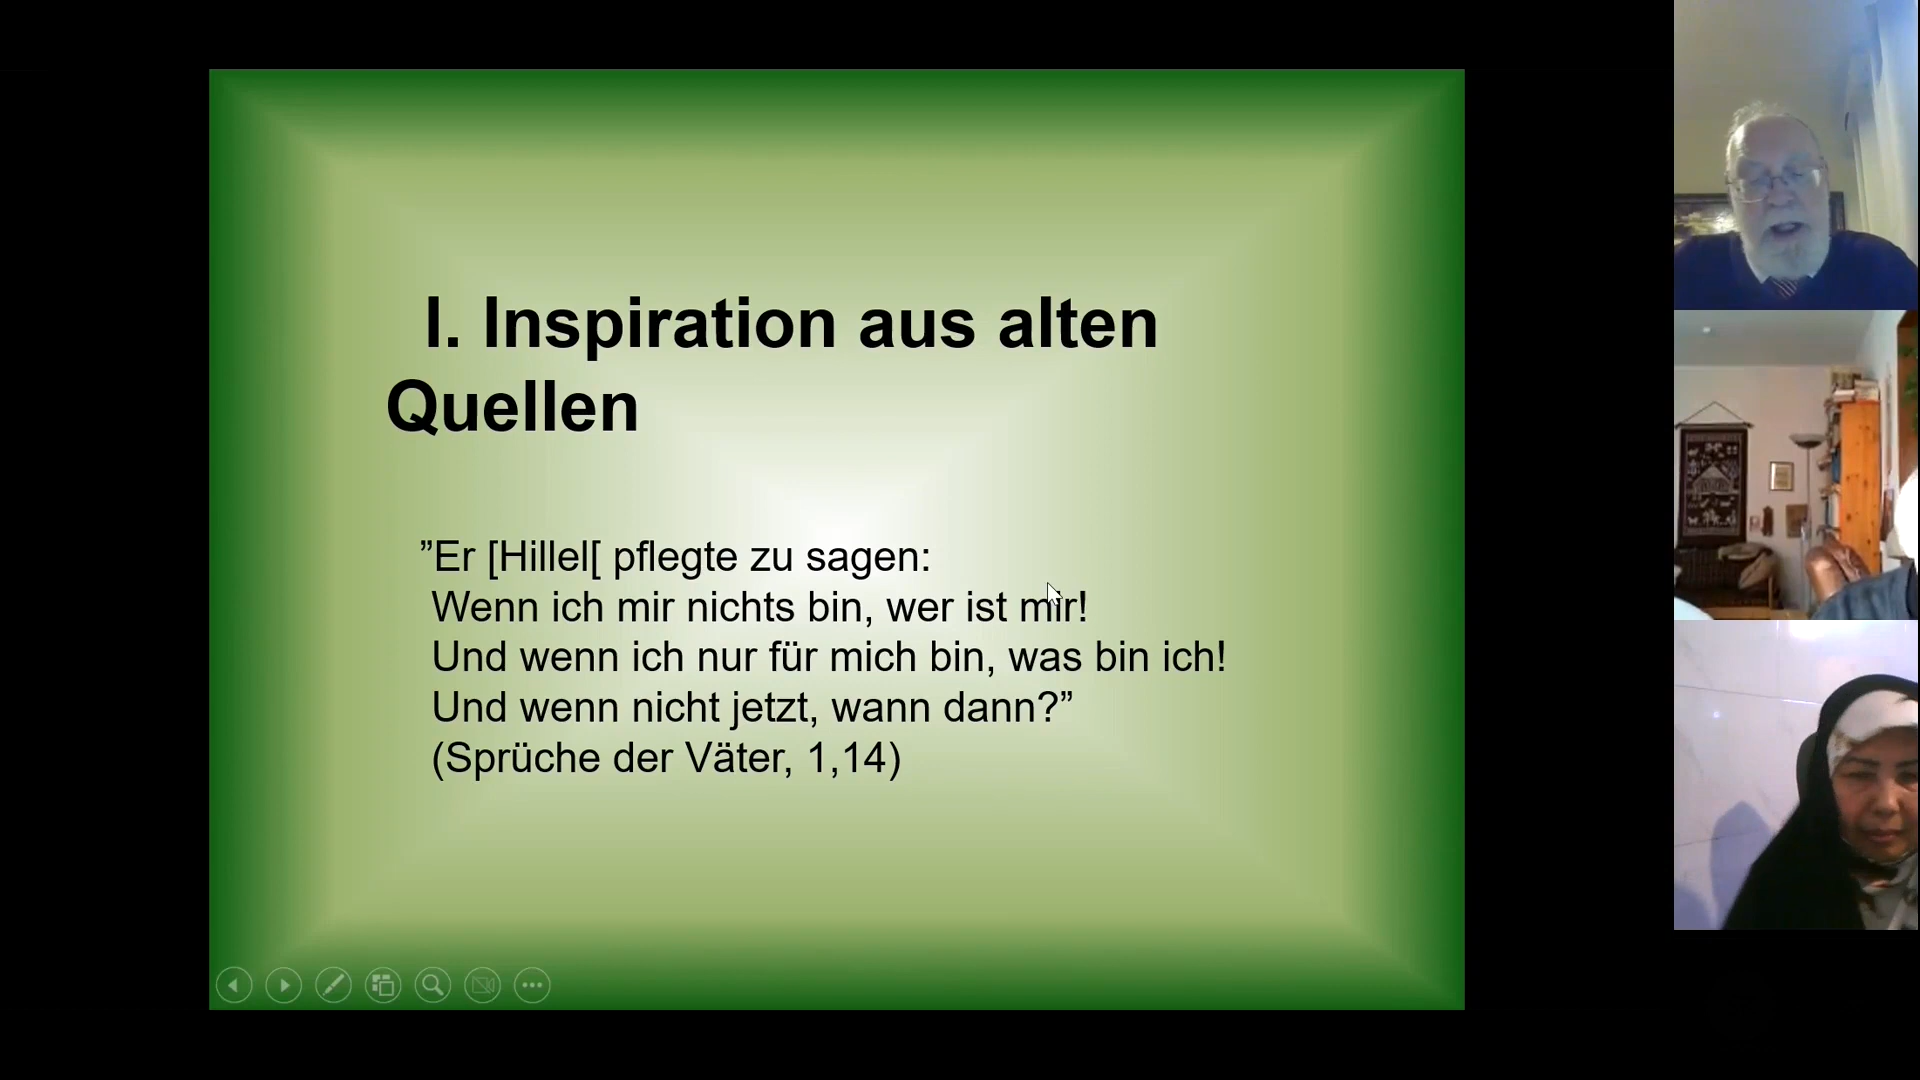 I. Inspiration aus alten
Quellen
”Er [Hillel[ pflegte zu sagen:
Wenn ich mir nichts bin, wer ist mir!
Und wenn ich nur für mich bin, was bin ich!
Und wenn nicht jetzt, wann dann?”
(Sprüche der Väter, 1,14)